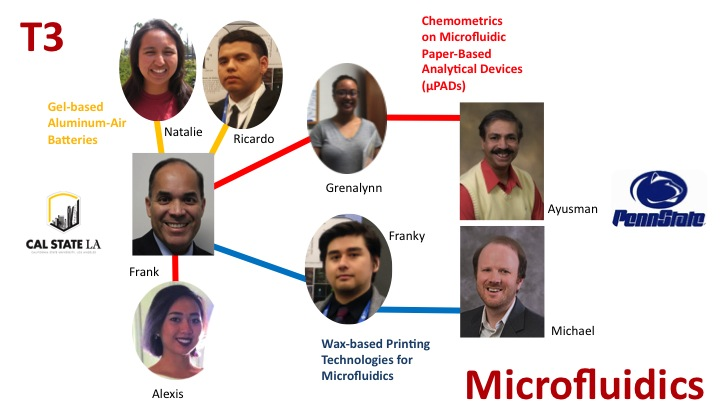 T3
Chemometrics
on Microfluidic
Paper-Based
Analytical Devices
(µPADs)
Gel-based
Aluminum-Air
Batteries
Natalie
Ricardo
Grenalynn
Ayusman
PennState
CAL STATE LA
Frank
Franky
Michael
Wax-based Printing
Technologies for
Microfluidics
Alexis
Microfluidics